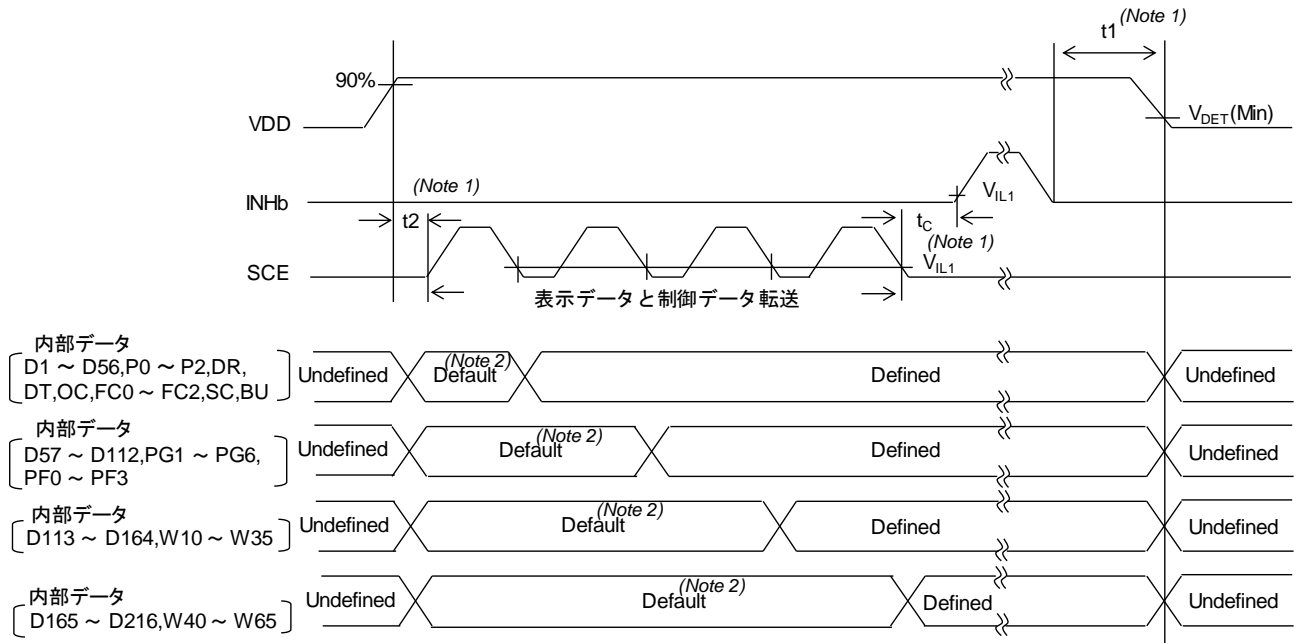 t1(Note 1)
90%
VDD
VDET(Min)
(Note 1)
INHb
VIL1
t2
tC
(Note 1)
SCE
VIL1
表示データと制御データ転送
内部データ
D1 ~ D56,P0 ~ P2,DR,
DT,OC,FC0 ~ FC2,SC,BU
Undefined
Default(Note 2)
Defined
Undefined
内部データ
D57 ~ D112,PG1 ~ PG6,
PF0 ~ PF3
Undefined
Default(Note 2)
Defined
Undefined
内部データ
D113 ~ D164,W10 ~ W35
Undefined
Default(Note 2)
Defined
Undefined
内部データ
D165 ~ D216,W40 ~ W65
Undefined
Default(Note 2)
Defined
Undefined